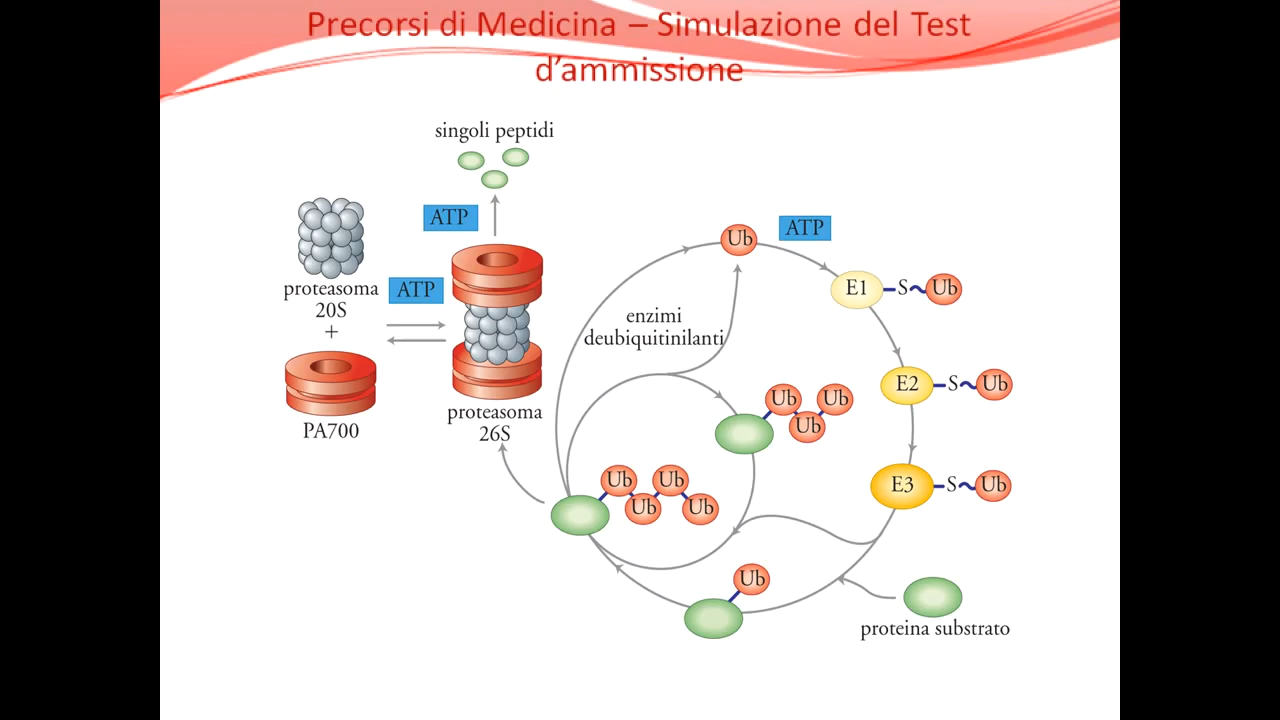 Precorsi di Medicina – Simulazione del Test
d'ammissione
singoli peptidi
ATP
proteasoma
20S
+
PA700
ATP
proteasoma
26S
enzimi
deubiquitinilanti
Ub
ATP
E1
S
Ub
E2
S
Ub
E3
S
Ub
Ub
Ub
Ub
Ub
Ub
Ub
Ub
Ub
proteina substrato